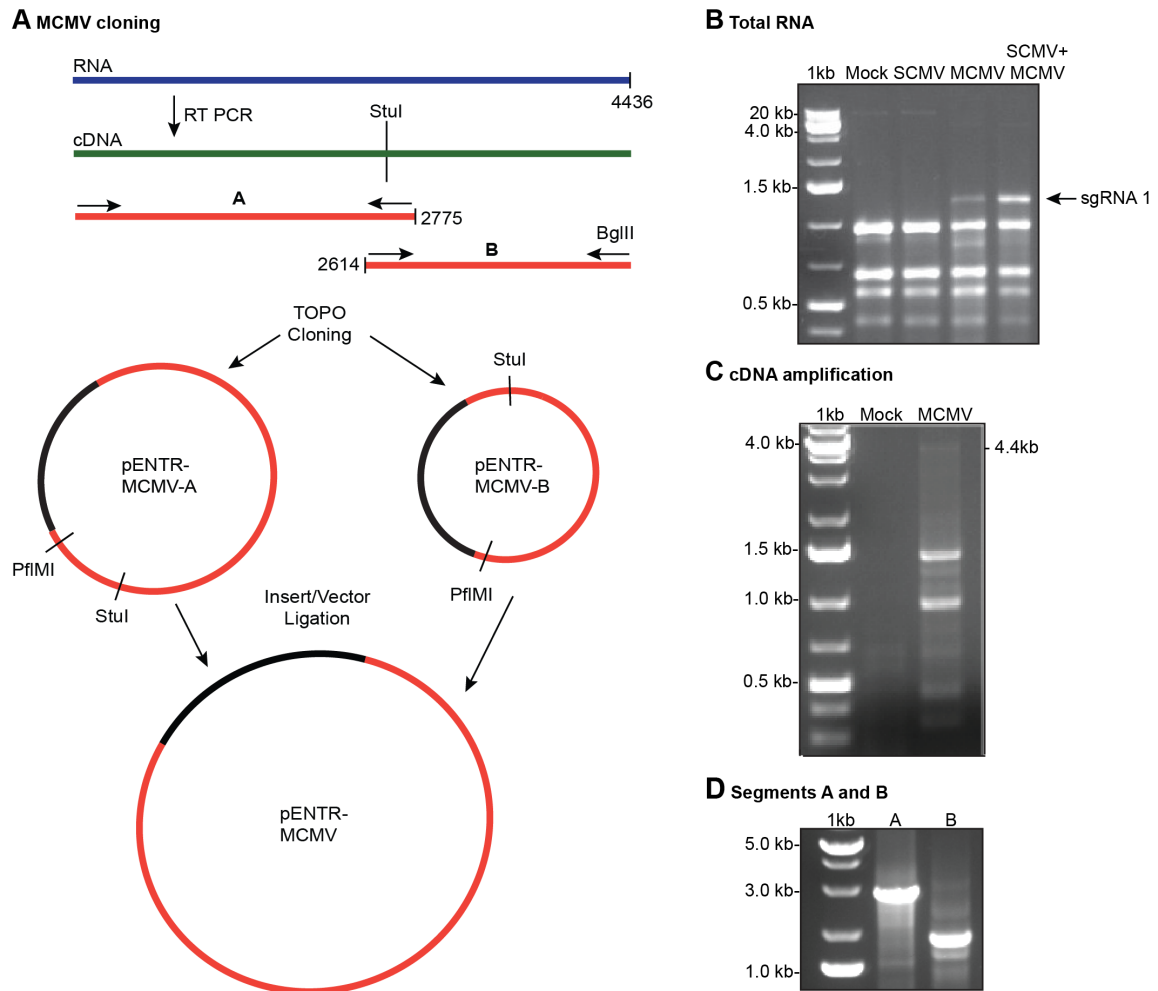 A MCMV cloning
RNA
4436
RT PCR
StuI
cDNA
A
2775
BglII
2614
B
TOPO
Cloning
StuI
pENTR-
MCMV-A
pENTR-
MCMV-B
PflMI
StuI
PflMI
Insert/Vector
Ligation
pENTR-
MCMV
B Total RNA
SCMV+
1kb Mock SCMV MCMV MCMV
20 kb-
4.0 kb-
1.5 kb-
sgRNA 1
0.5 kb-
C cDNA amplification
1kb Mock MCMV
4.0 kb-
- 4.4kb
1.5 kb-
1.0 kb-
0.5 kb-
D Segments A and B
1kb A B
5.0 kb-
3.0 kb-
1.0 kb-